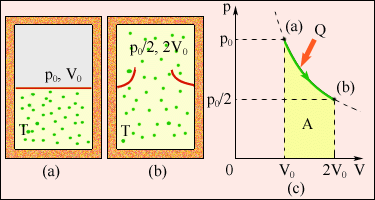 p₀, V₀
T
(a)
p₀/2, 2V₀
T
(b)
p
(a)
Q
p₀
(b)
p₀/2
A
0
V₀
2V₀
V
(c)